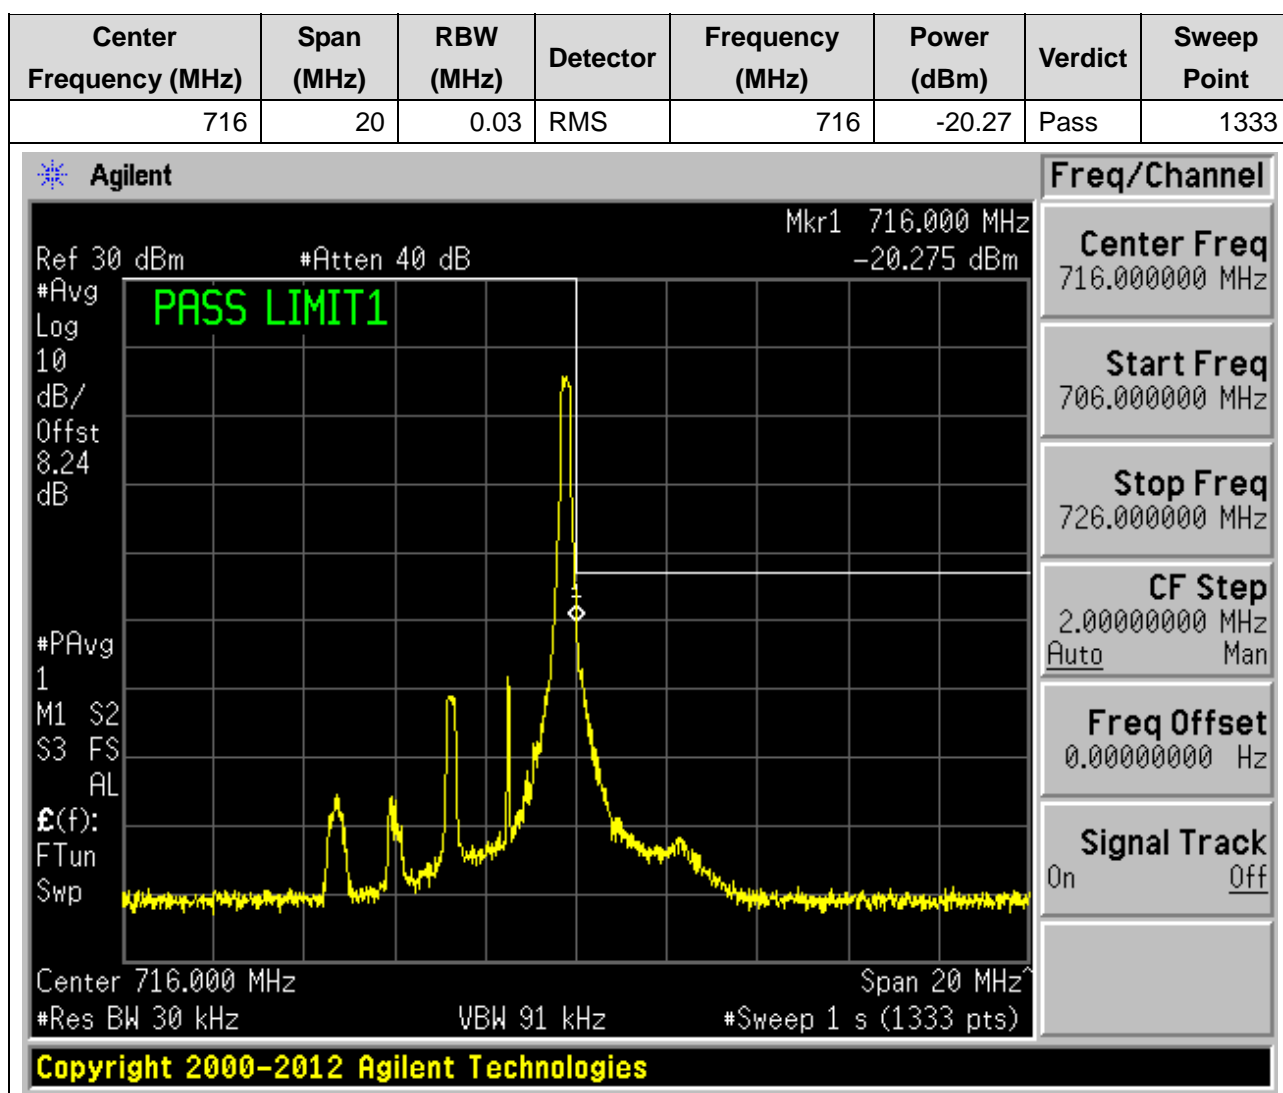 Center Frequency (MHz) Span (MHz) RBW (MHz) Detector Frequency (MHz) Power (dBm) Verdict Sweep Point
716 20 0.03 RMS 716 -20.27 Pass 1333
Agilent
Freq/Channel
Mkr1 716.000 MHz
Ref 30 dBm #Atten 40 dB -20.275 dBm
#Avg
Log
10
dB/
Offst
8.24
dB
PASS LIMIT1
#PAvg
1
M1 S2
S3 FS
AL
£(f):
FTun
Swp
1
Center 716.000 MHz Span 20 MHz^
#Res BW 30 kHz VBW 91 kHz #Sweep 1 s (1333 pts)
Center Freq
716.000000 MHz
Start Freq
706.000000 MHz
Stop Freq
726.000000 MHz
CF Step
2.00000000 MHz
Auto Man
Freq Offset
0.00000000 Hz
Signal Track
On Off
Copyright 2000-2012 Agilent Technologies